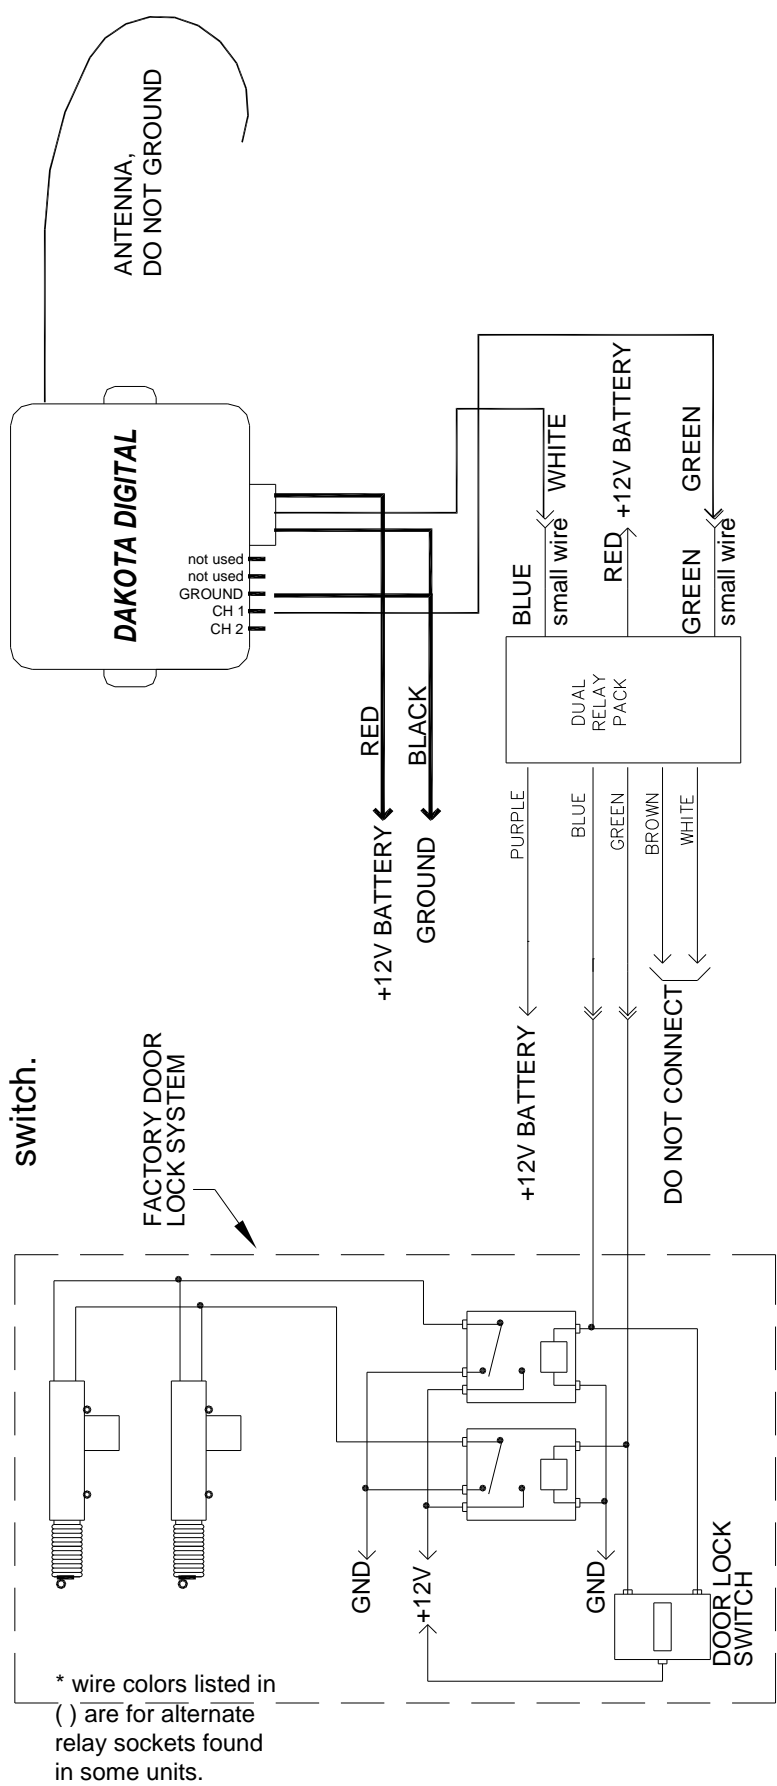 ANTENNA,
DO NOT GROUND
DAKOTA DIGITAL
not used
not used
GROUND
CH 1
CH 2
WHITE
+12V BATTERY
GREEN
BLUE
small wire
RED
GREEN
small wire
RED
BLACK
+12V BATTERY
GROUND
DUAL
RELAY
PACK
PURPLE
BLUE
GREEN
BROWN
WHITE
+12V BATTERY
DO NOT CONNECT
switch.
FACTORY DOOR
LOCK SYSTEM
GND
+12V
GND
DOOR LOCK
SWITCH
* wire colors listed in
( ) are for alternate
relay sockets found
in some units.